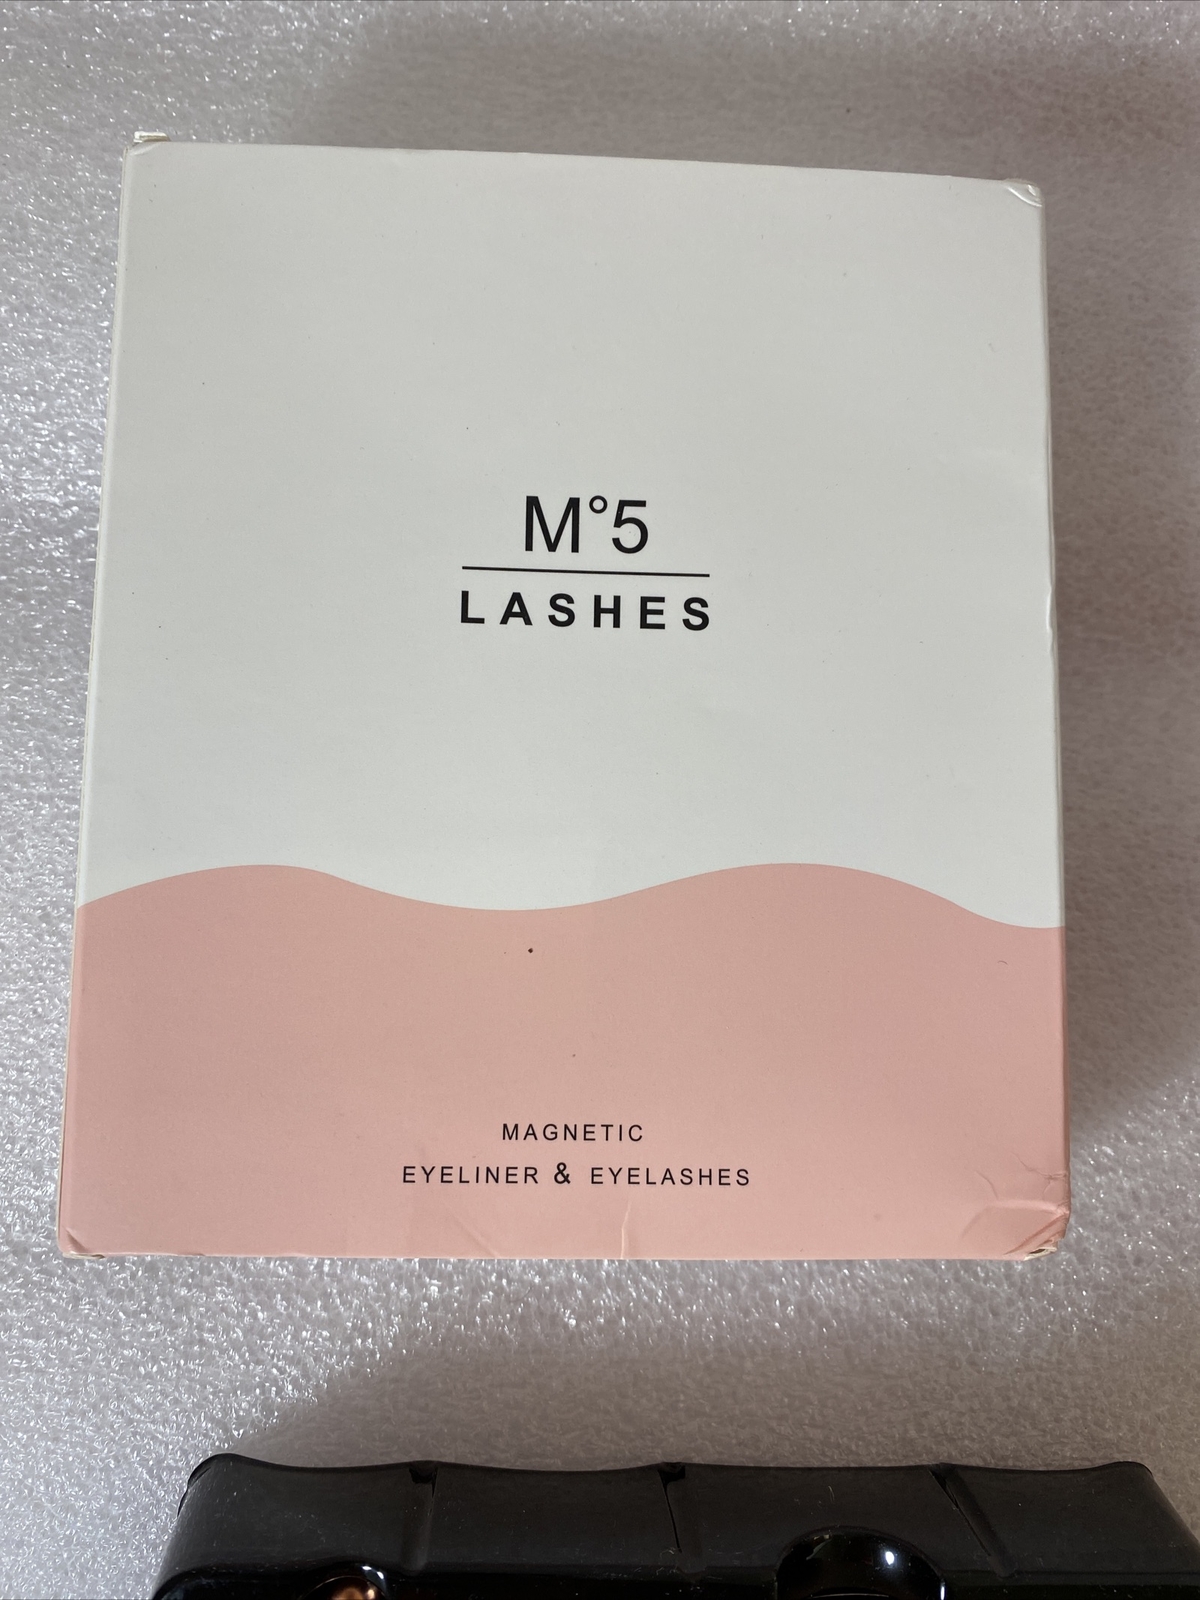 M°5
LASHES
MAGNETIC
EYELINER & EYELASHES